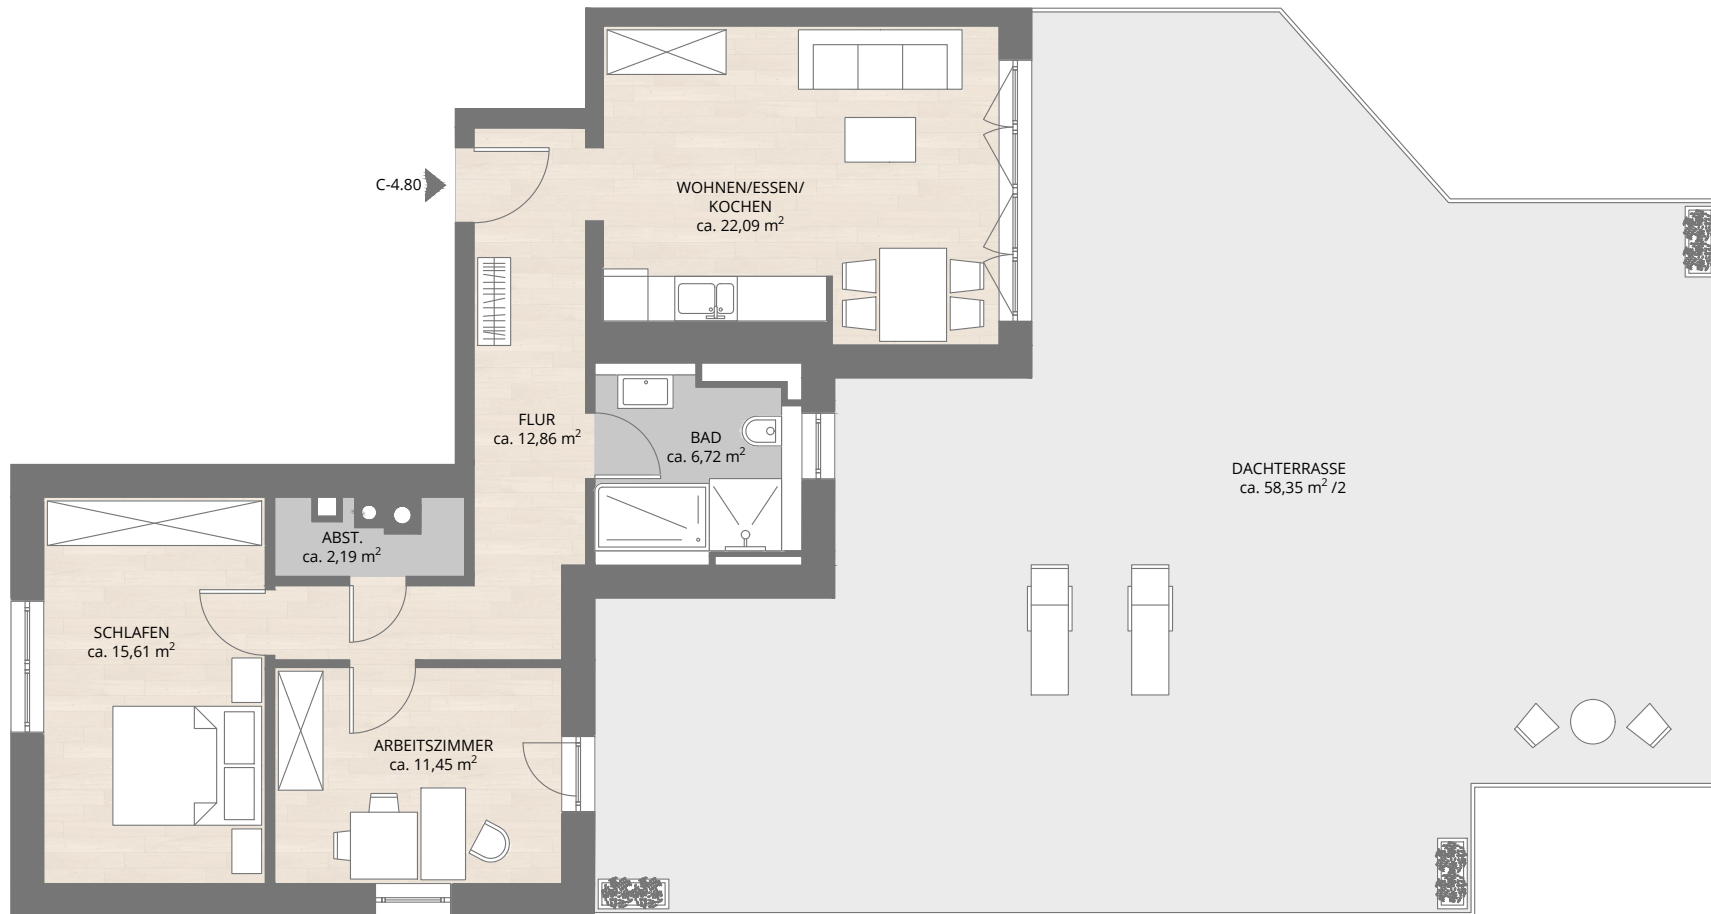 C-4.80
WOHNEN/ESSEN/
KOCHEN
ca. 22,09 m²
FLUR
ca. 12,86 m²
BAD
ca. 6,72 m²
DACHTERRASSE
ca. 58,35 m² /2
ABST.
ca. 2,19 m²
SCHLAFEN
ca. 15,61 m²
ARBEITSZIMMER
ca. 11,45 m²